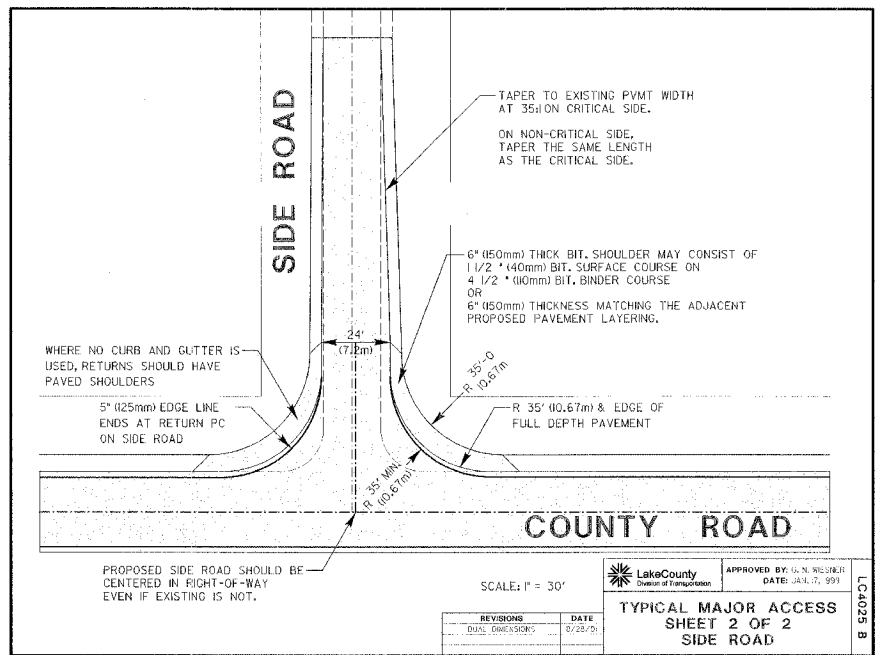 TAPER TO EXISTING PVMT WIDTH
AT 35:1 ON CRITICAL SIDE.
ON NON-CRITICAL SIDE,
TAPER THE SAME LENGTH
AS THE CRITICAL SIDE.
SIDE ROAD
6" (150mm) THICK BIT. SHOULDER MAY CONSIST OF
1 1/2 " (40mm) BIT. SURFACE COURSE ON
4 1/2 " (110mm) BIT. BINDER COURSE
OR
6" (150mm) THICKNESS MATCHING THE ADJACENT
PROPOSED PAVEMENT LAYERING.
24'
(7.2m)
WHERE NO CURB AND GUTTER IS
USED, RETURNS SHOULD HAVE
PAVED SHOULDERS
R 35'-0
10.67m
5" (125mm) EDGE LINE
ENDS AT RETURN PC
ON SIDE ROAD
R 35' (10.67m) & EDGE OF
FULL DEPTH PAVEMENT
R 35' MIN.
(10.67m)
COUNTY ROAD
PROPOSED SIDE ROAD SHOULD BE
CENTERED IN RIGHT-OF-WAY
EVEN IF EXISTING IS NOT.
SCALE: 1" = 30'
LakeCounty
Division of Transportation
APPROVED BY: G. N. WESNER
DATE: JAN. 7, 999
TYPICAL MAJOR ACCESS
SHEET 2 OF 2
SIDE ROAD
LC4025 B
REVISIONS DATE
DUAL DIMENSIONS